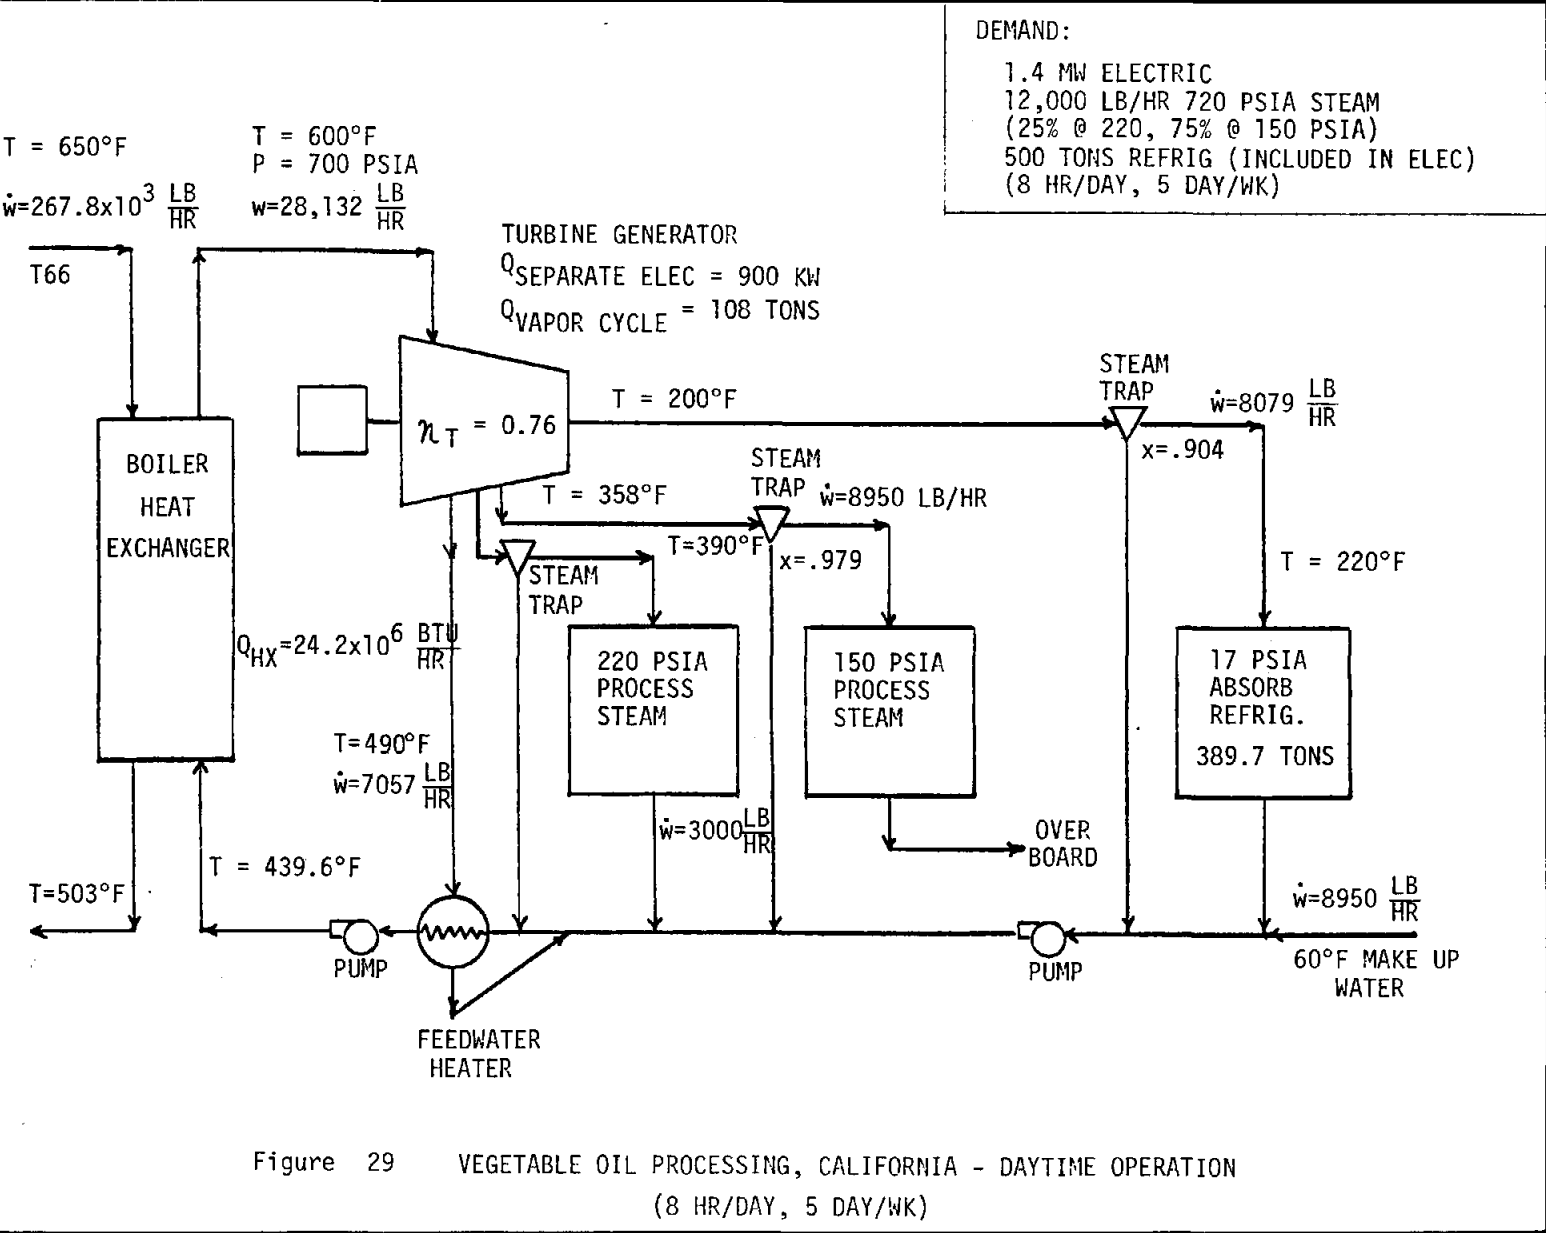 DEMAND:
1.4 MW ELECTRIC
12,000 LB/HR 720 PSIA STEAM
(25% @ 220, 75% @ 150 PSIA)
500 TONS REFRIG (INCLUDED IN ELEC)
(8 HR/DAY, 5 DAY/WK)
T = 650°F
ẇ=267.8x10³ LB/HR
T66
T = 600°F
P = 700 PSIA
w=28,132 LB/HR
TURBINE GENERATOR
QSEPARATE ELEC = 900 KW
QVAPOR CYCLE = 108 TONS
ηT = 0.76
T = 200°F
STEAM
TRAP
ẇ=8079 LB/HR
x=.904
STEAM
TRAP
ẇ=8950 LB/HR
T = 358°F
T=390°F
x=.979
STEAM
TRAP
T = 220°F
BOILER
HEAT
EXCHANGER
QHX=24.2x10⁶ BTU/HR
220 PSIA
PROCESS
STEAM
150 PSIA
PROCESS
STEAM
17 PSIA
ABSORB
REFRIG.
389.7 TONS
T=490°F
ẇ=7057 LB/HR
ẇ=3000 LB/HR
OVER
BOARD
T = 439.6°F
T=503°F
ẇ=8950 LB/HR
60°F MAKE UP
WATER
PUMP
PUMP
FEEDWATER
HEATER
Figure 29 VEGETABLE OIL PROCESSING, CALIFORNIA - DAYTIME OPERATION
(8 HR/DAY, 5 DAY/WK)